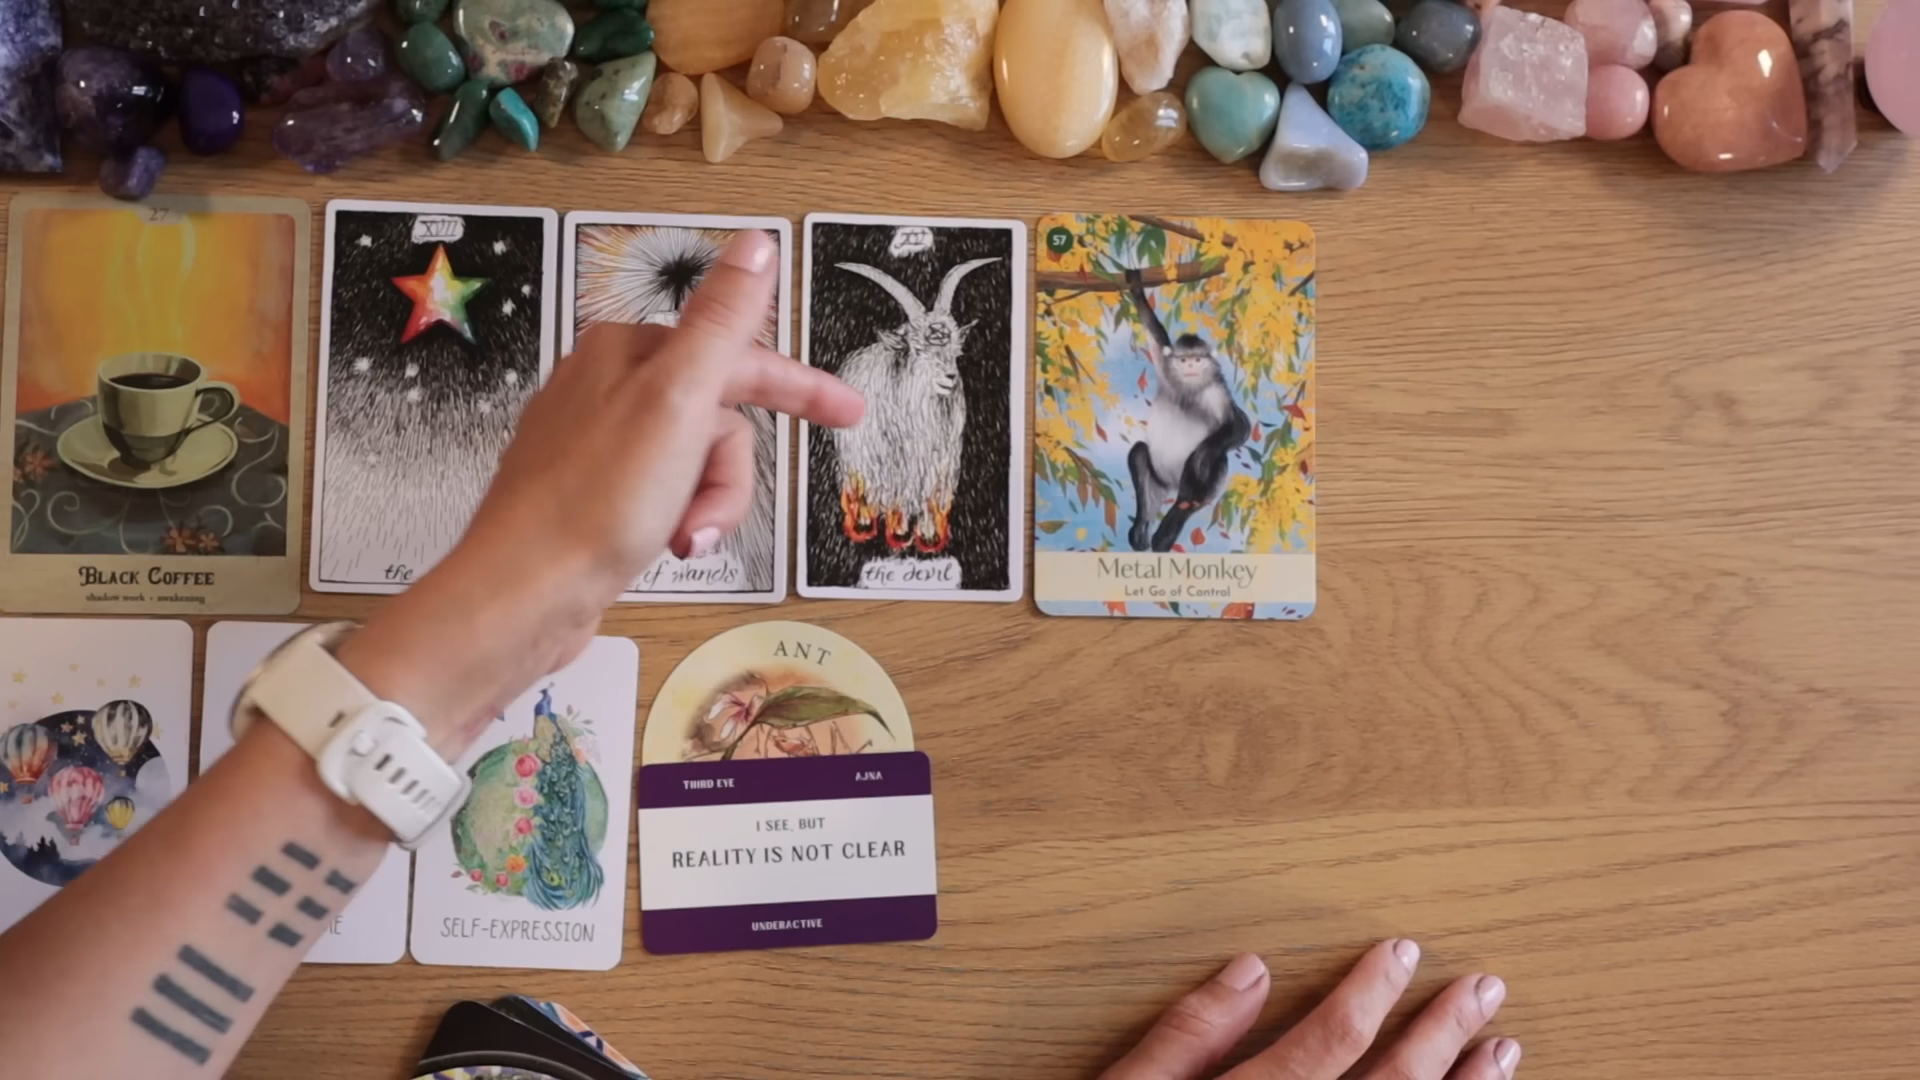 27
BLACK COFFEE
shadow work • awakening
XVII
the
of wands
XV
the devil
57
Metal Monkey
Let Go of Control
SELF-EXPRESSION
ANT
THIRD EYE
AJNA
I SEE, BUT
REALITY IS NOT CLEAR
UNDERACTIVE